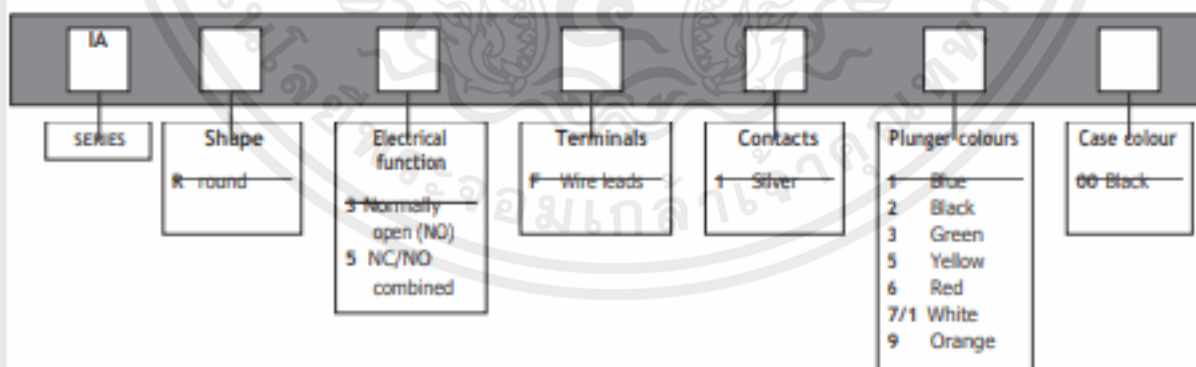 IA
SERIES
Shape
R round
Electrical
function
3 Normally
open (NO)
5 NC/NO
combined
Terminals
F Wire leads
Contacts
1 Silver
Plunger colours
1 Blue
2 Black
3 Green
5 Yellow
6 Red
7/1 White
9 Orange
Case colour
00 Black